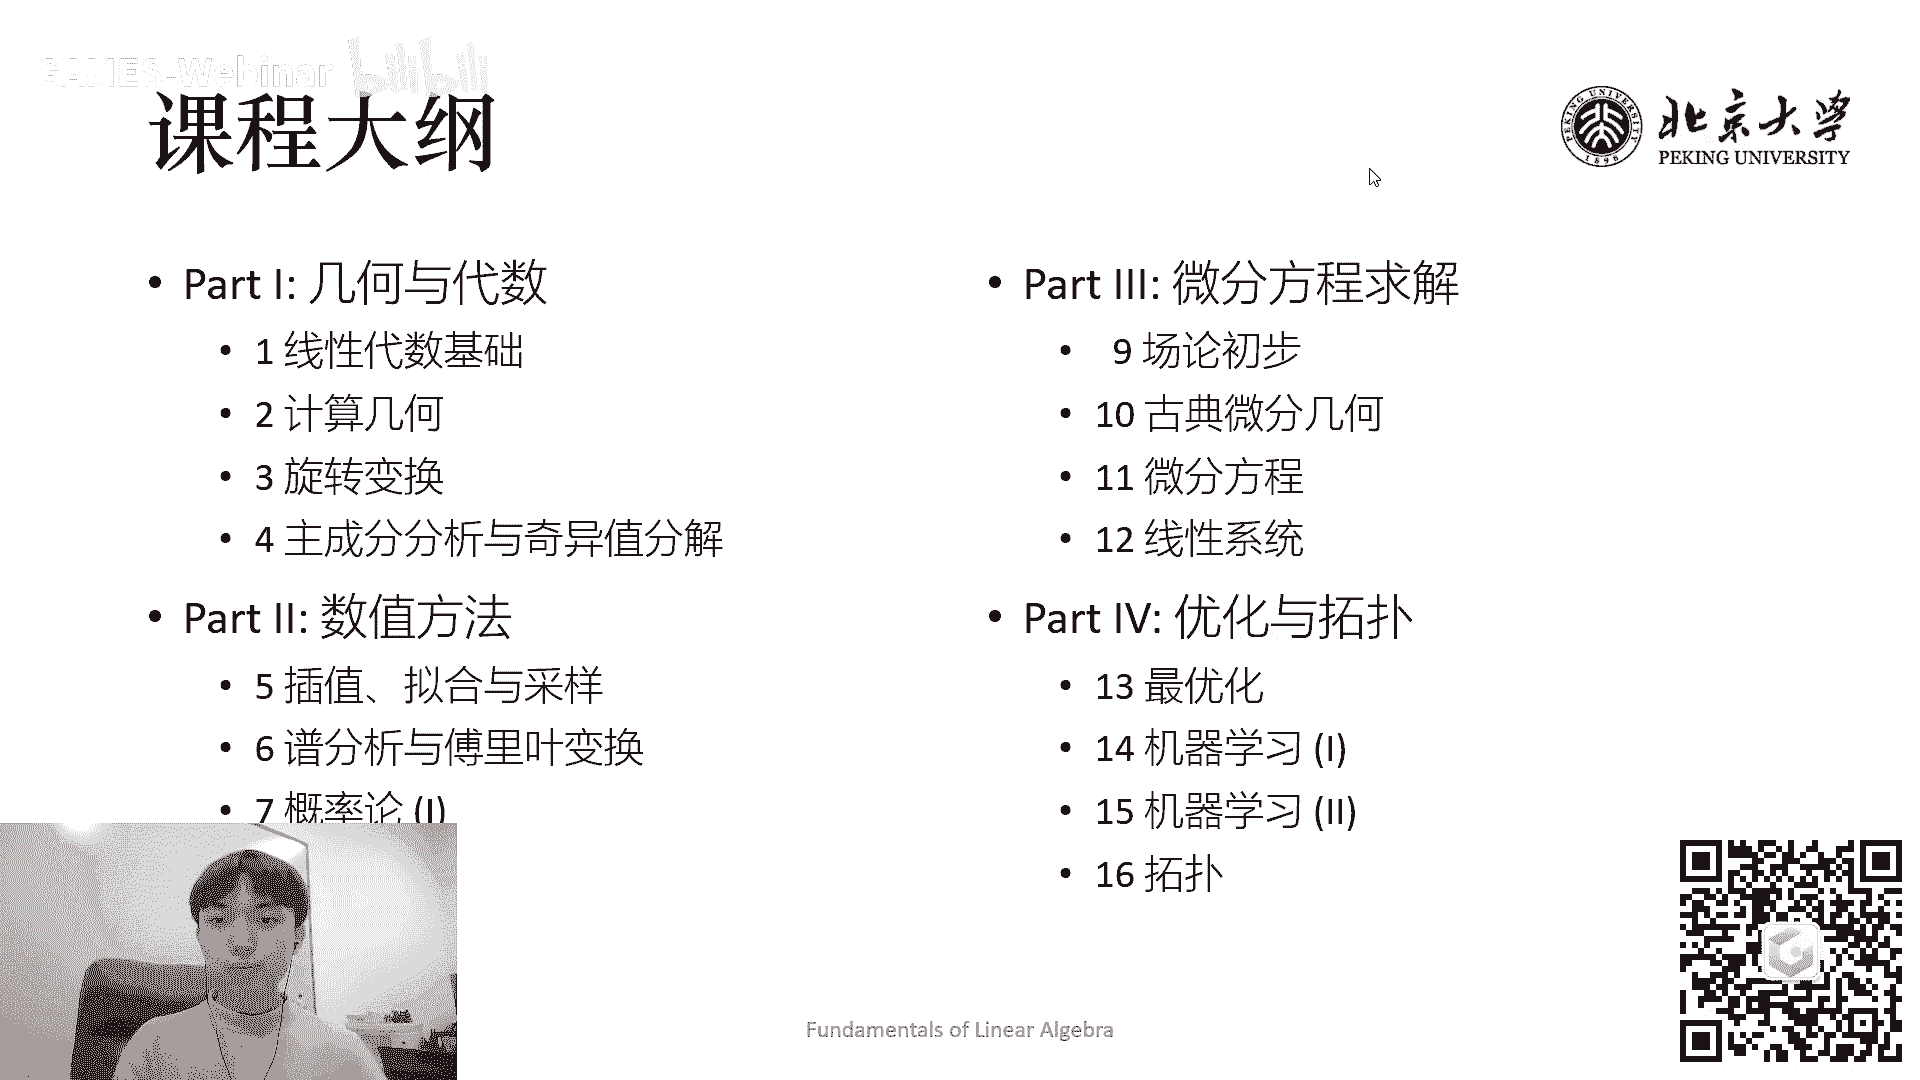 GAMES-Webinar bilibili
课程大纲
PEKING UNIVERSITY
1898
北京大学
PEKING UNIVERSITY
• Part I: 几何与代数
• 1 线性代数基础
• 2 计算几何
• 3 旋转变换
• 4 主成分分析与奇异值分解
• Part II: 数值方法
• 5 插值、拟合与采样
• 6 谱分析与傅里叶变换
• 7 概率论 (I)
• Part III: 微分方程求解
• 9 场论初步
• 10 古典微分几何
• 11 微分方程
• 12 线性系统
• Part IV: 优化与拓扑
• 13 最优化
• 14 机器学习 (I)
• 15 机器学习 (II)
• 16 拓扑
Fundamentals of Linear Algebra